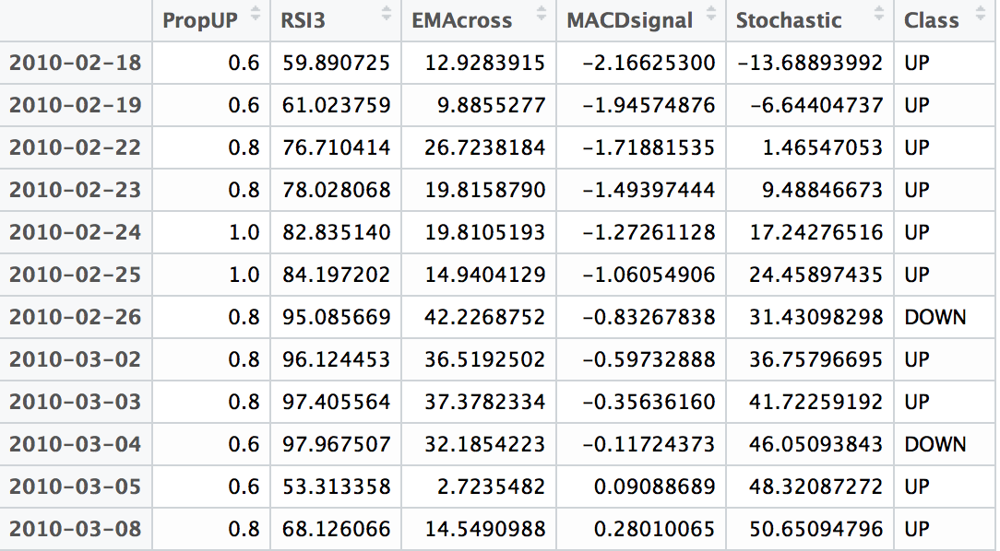 PropUP RSI3 EMAcross MACDsignal Stochastic Class
2010-02-18 0.6 59.890725 12.9283915 -2.16625300 -13.68893992 UP
2010-02-19 0.6 61.023759 9.8855277 -1.94574876 -6.64404737 UP
2010-02-22 0.8 76.710414 26.7238184 -1.71881535 1.46547053 UP
2010-02-23 0.8 78.028068 19.8158790 -1.49397444 9.48846673 UP
2010-02-24 1.0 82.835140 19.8105193 -1.27261128 17.24276516 UP
2010-02-25 1.0 84.197202 14.9404129 -1.06054906 24.45897435 UP
2010-02-26 0.8 95.085669 42.2268752 -0.83267838 31.43098298 DOWN
2010-03-02 0.8 96.124453 36.5192502 -0.59732888 36.75796695 UP
2010-03-03 0.8 97.405564 37.3782334 -0.35636160 41.72259192 UP
2010-03-04 0.6 97.967507 32.1854223 -0.11724373 46.05093843 DOWN
2010-03-05 0.6 53.313358 2.7235482 0.09088689 48.32087272 UP
2010-03-08 0.8 68.126066 14.5490988 0.28010065 50.65094796 UP